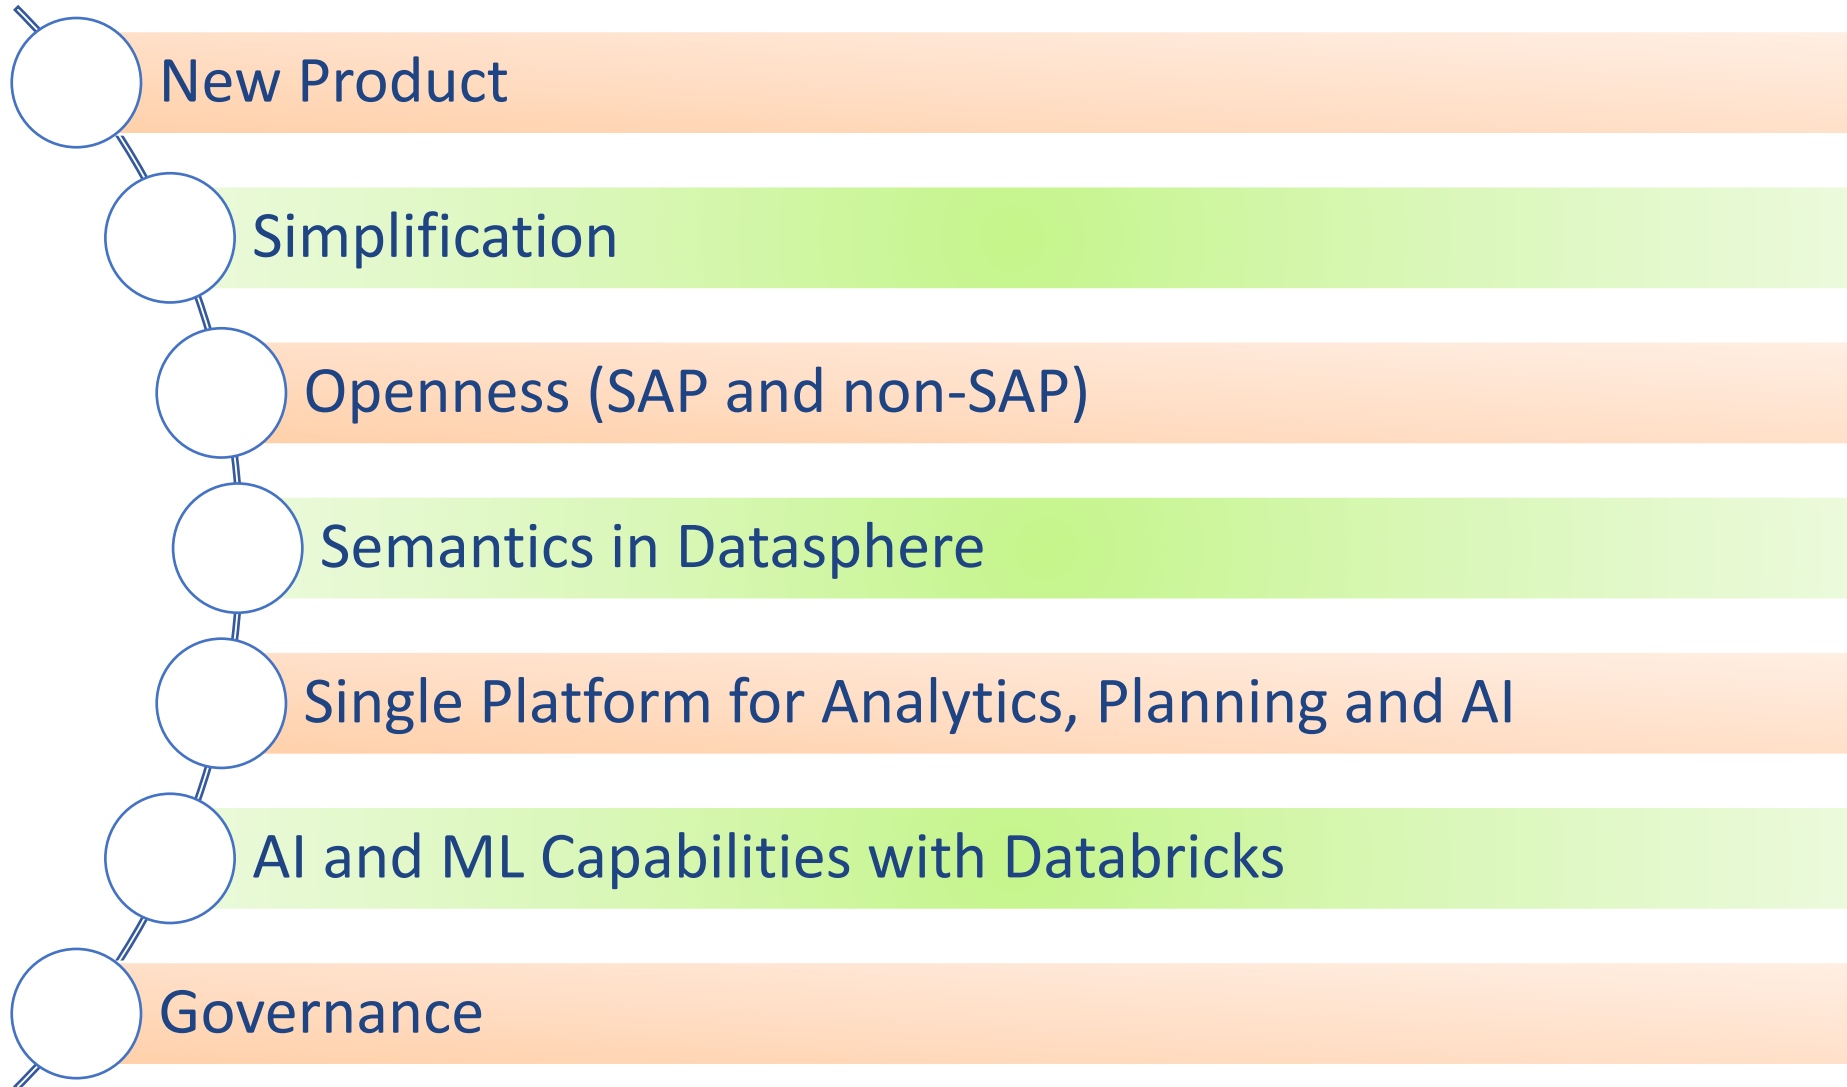 New Product
Simplification
Openness (SAP and non-SAP)
Semantics in Datasphere
Single Platform for Analytics, Planning and AI
AI and ML Capabilities with Databricks
Governance